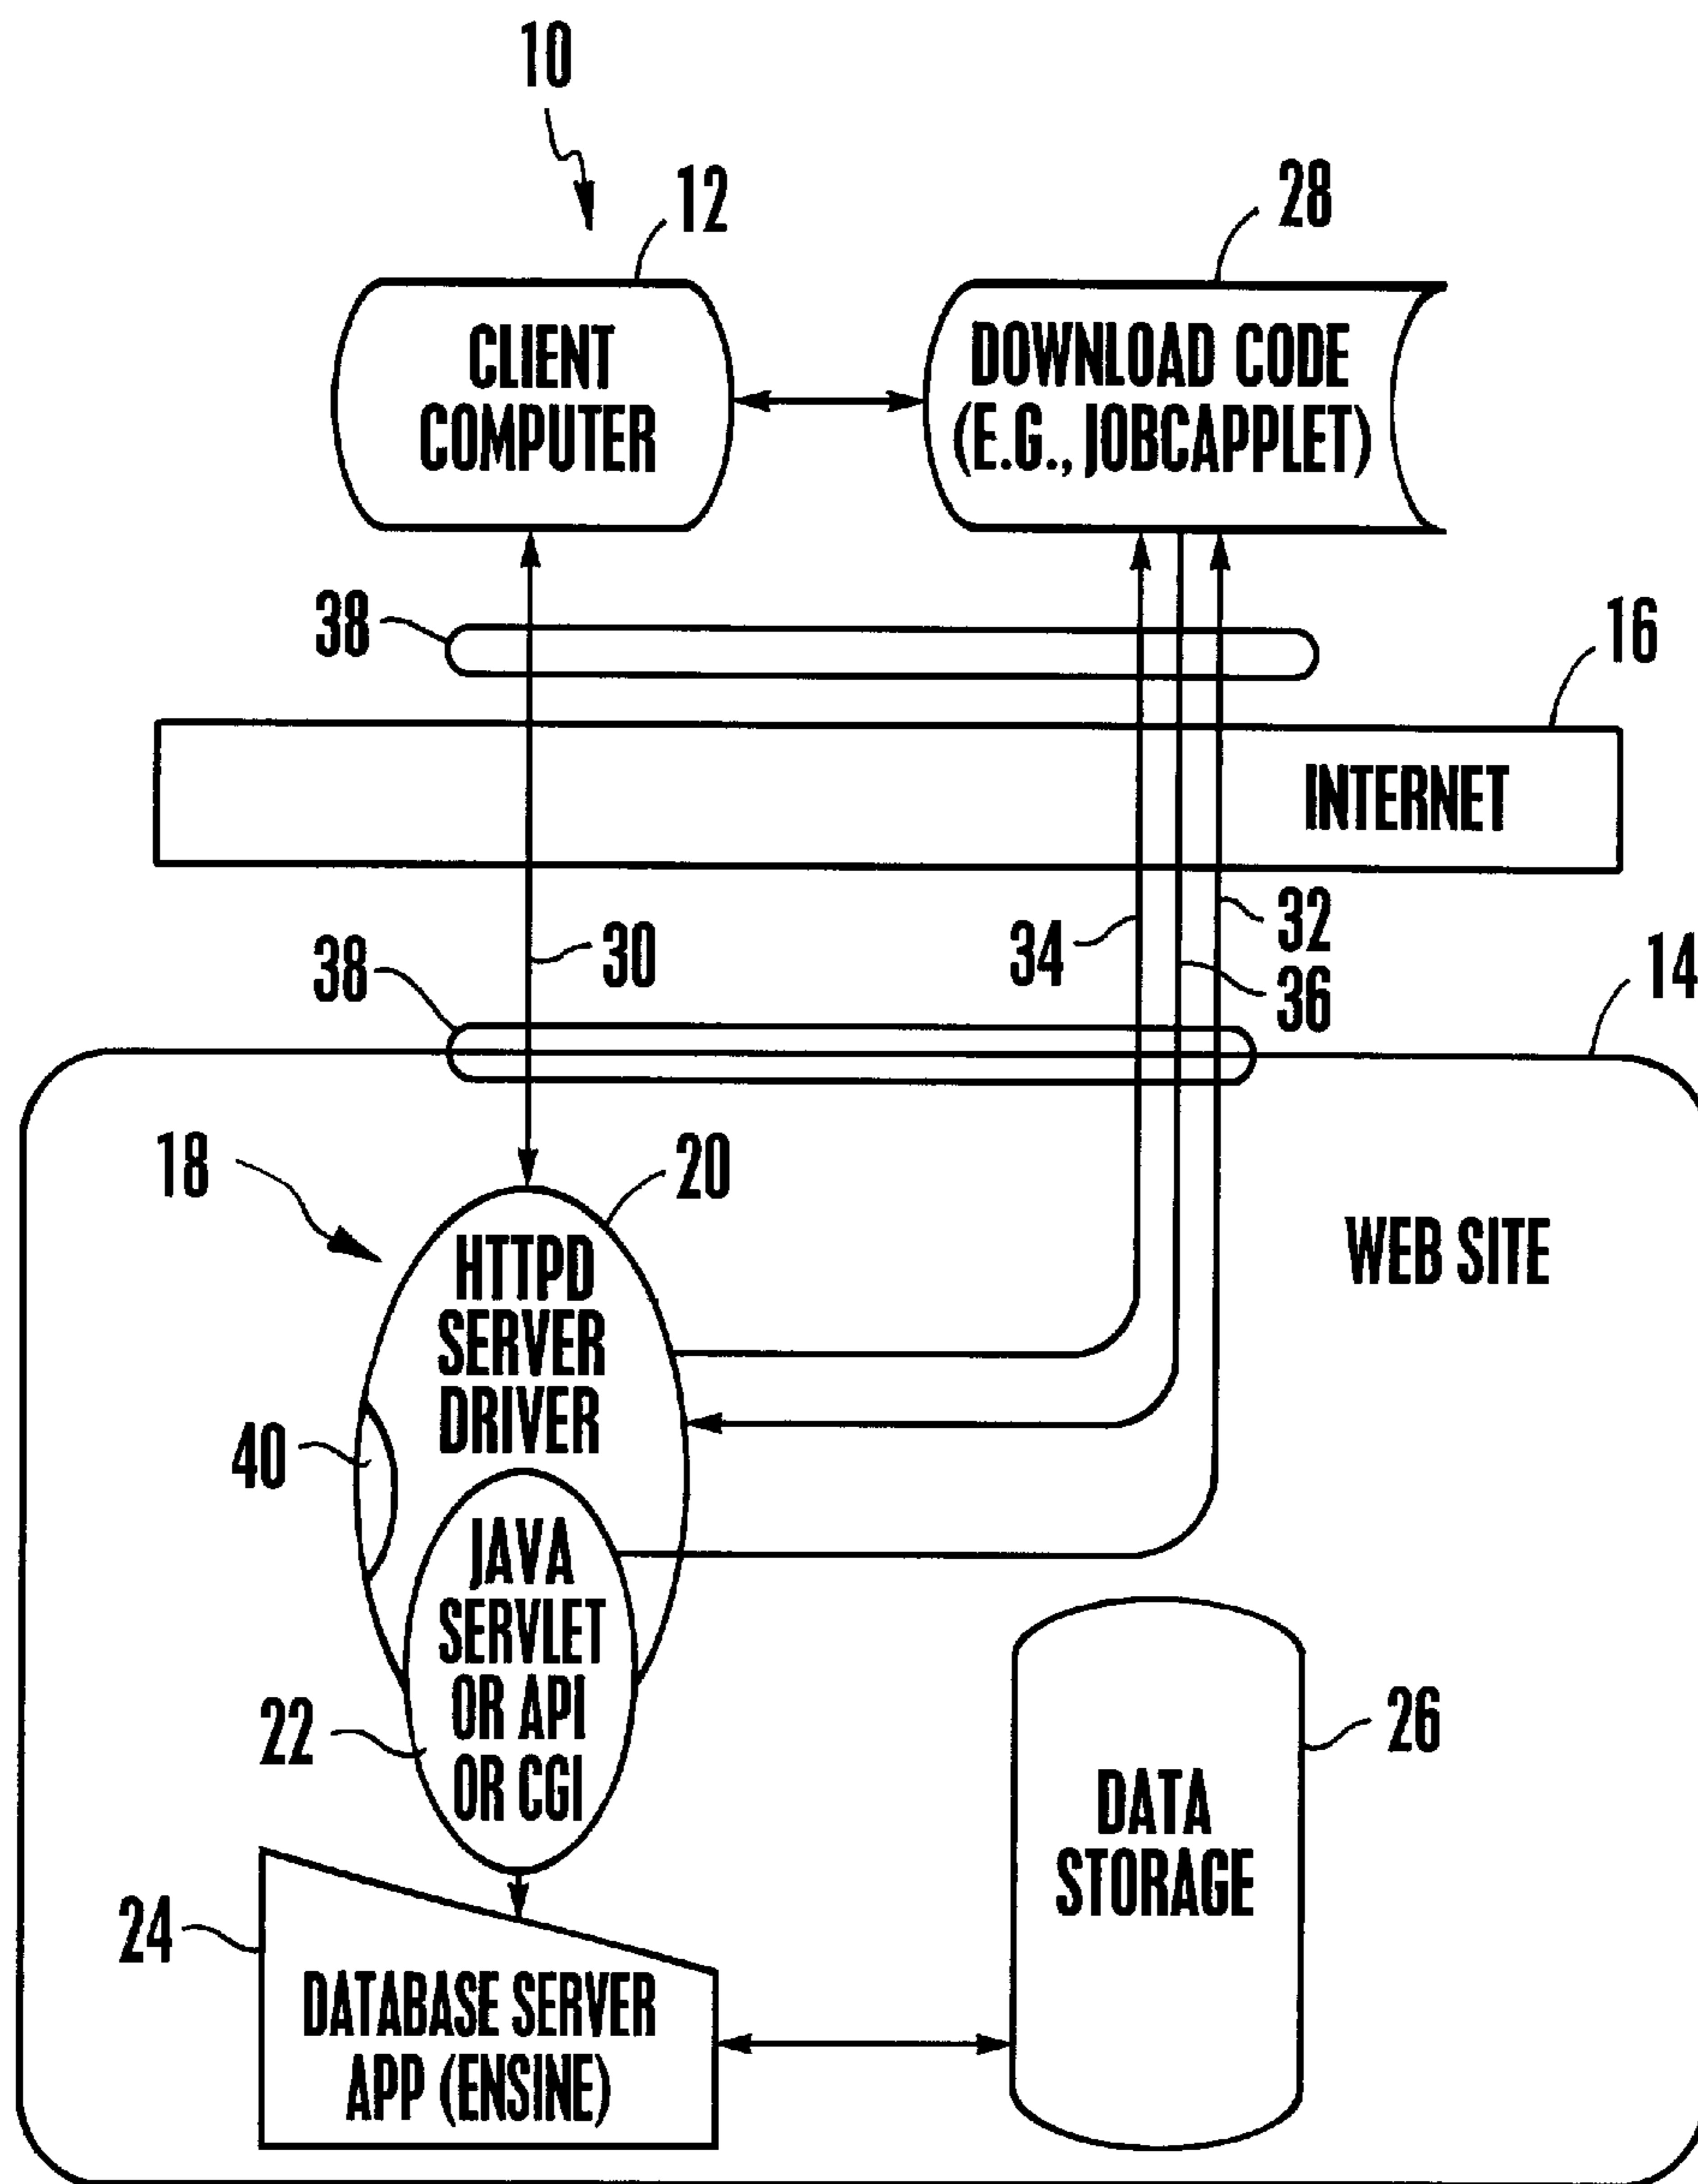 10
12
28
CLIENT
COMPUTER
DOWNLOAD CODE
(E.G., JOBCAPPLET)
38
16
INTERNET
30
34
32
36
38
14
18
20
HTTPD
SERVER
DRIVER
WEB SITE
40
JAVA
SERVLET
OR API
OR CGI
22
26
DATA
STORAGE
24
DATABASE SERVER
APP (ENSINE)